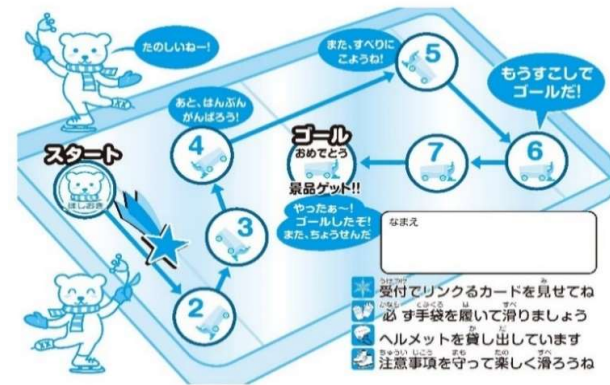 たのしいねー!
また、すべりに
こようね!
5
もうすこしで
ゴールだ!
あと、はんぶん
がんばろう!
4
スタート
ゴール
おめでとう
景品ゲット!!
7
6
やったぁ~!
ゴールしたぞ!
また、ちょうせんだ
3
2
なまえ
受付でリンクるカードを見せてね
必ず手袋を履いて滑りましょう
ヘルメットを貸し出しています
注意事項を守って楽しく滑ろうね